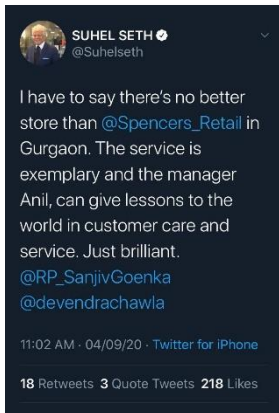 SUHEL SETH
@Suhelseth
I have to say there's no better
store than @Spencers_Retail in
Gurgaon. The service is
exemplary and the manager
Anil, can give lessons to the
world in customer care and
service. Just brilliant.
@RP_SanjivGoenka
@devendrachawla
11:02 AM · 04/09/20 · Twitter for iPhone
18 Retweets 3 Quote Tweets 218 Likes